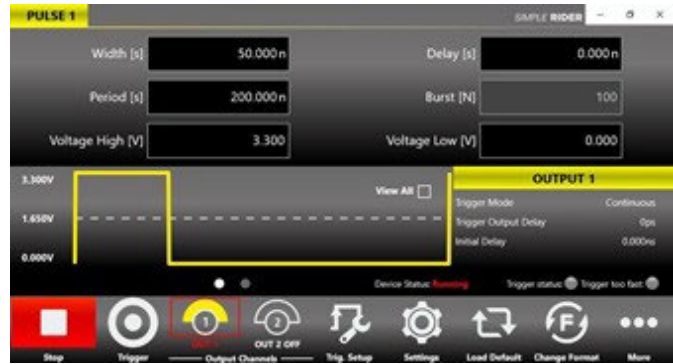 PULSE 1
SIMPLE RIDER
Width [s] 50.000 n Delay [s] 0.000 n
Period [s] 200.000 n Burst [N] 100
Voltage High [V] 3.300 Voltage Low [V] 0.000
3.300V
View All
1.650V
0.000V
OUTPUT 1
Trigger Mode Continuous
Trigger Output Delay 0ps
Initial Delay 0.000ns
Device Status: Running Trigger status: Trigger too fast:
1 2
OUT 1 OUT 2 OFF
F
Stop Trigger Output Channels Trig. Setup Settings Load Default Change Format More